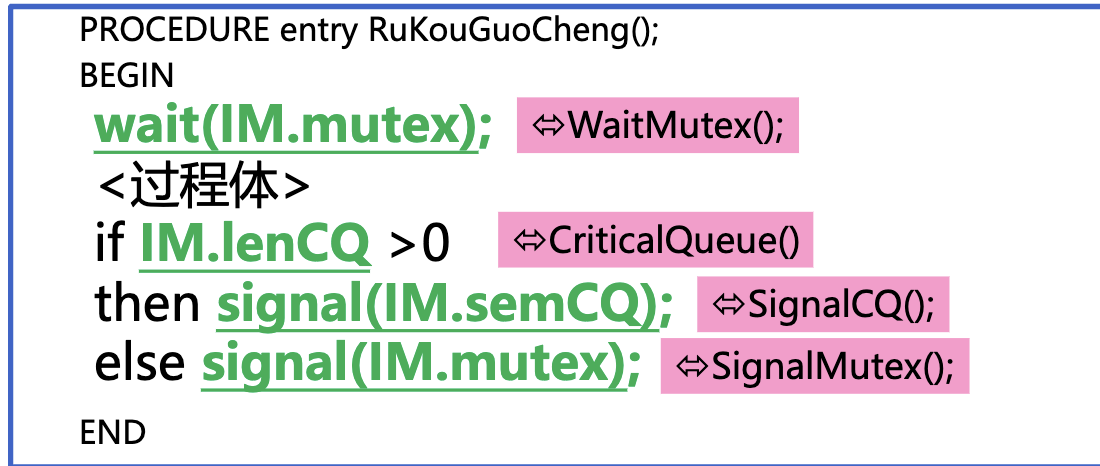 PROCEDURE entry RuKouGuoCheng();
BEGIN
wait(IM.mutex); ⇔WaitMutex();
<过程体>
if IM.lenCQ >0 ⇔CriticalQueue()
then signal(IM.semCQ); ⇔SignalCQ();
else signal(IM.mutex); ⇔SignalMutex();
END